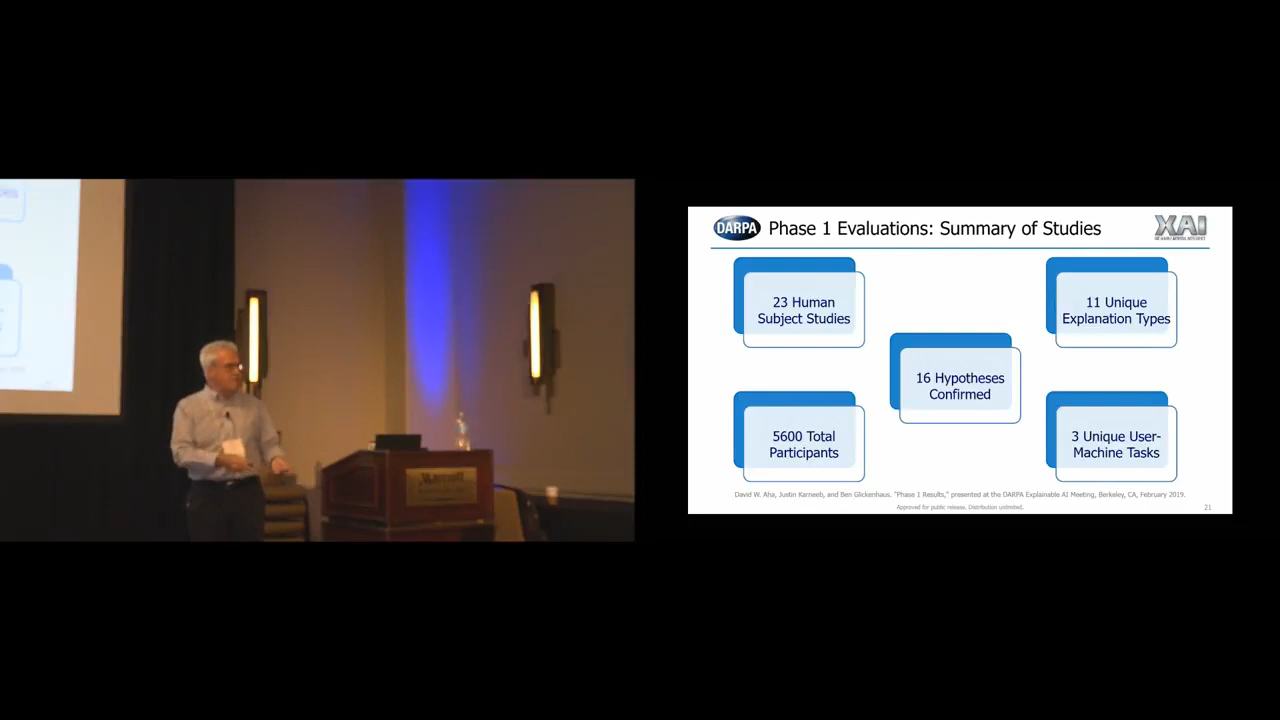 DARPA
Phase 1 Evaluations: Summary of Studies
XAI
23 Human
Subject Studies
11 Unique
Explanation Types
16 Hypotheses
Confirmed
5600 Total
Participants
3 Unique User-
Machine Tasks
David W. Aha, Justin Karneeb, and Ben Glickenhaus. "Phase 1 Results," presented at the DARPA Explainable AI Meeting, Berkeley, CA, February 2019.
Approved for public release. Distribution unlimited.
21
Marriott